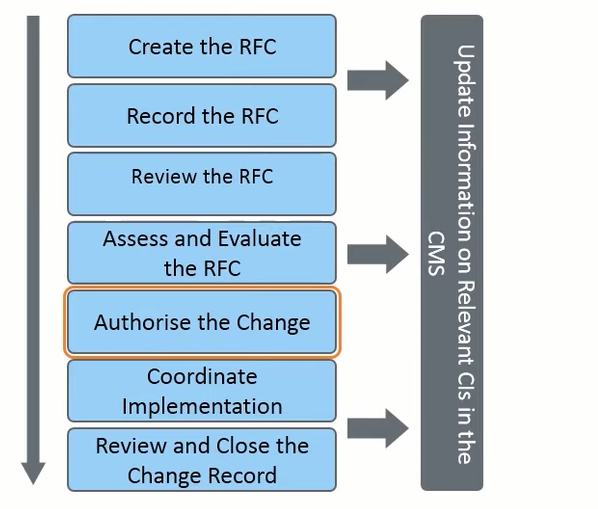 Create the RFC
Record the RFC
Review the RFC
Assess and Evaluate
the RFC
Authorise the Change
Coordinate
Implementation
Review and Close the
Change Record
Update Information on Relevant CIs in the
CMS